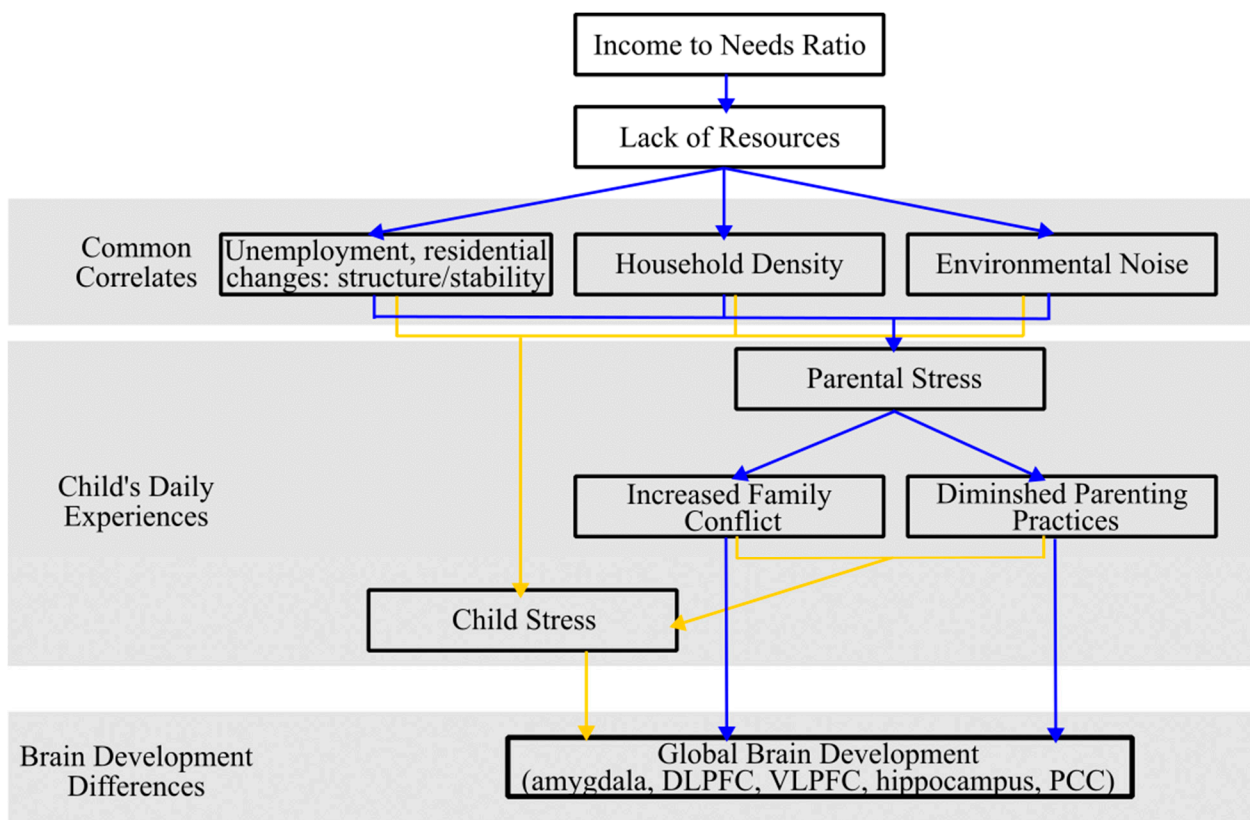 Income to Needs Ratio
Lack of Resources
Common
Correlates
Unemployment, residential
changes: structure/stability
Household Density
Environmental Noise
Parental Stress
Child's Daily
Experiences
Increased Family
Conflict
Diminshed Parenting
Practices
Child Stress
Brain Development
Differences
Global Brain Development
(amygdala, DLPFC, VLPFC, hippocampus, PCC)